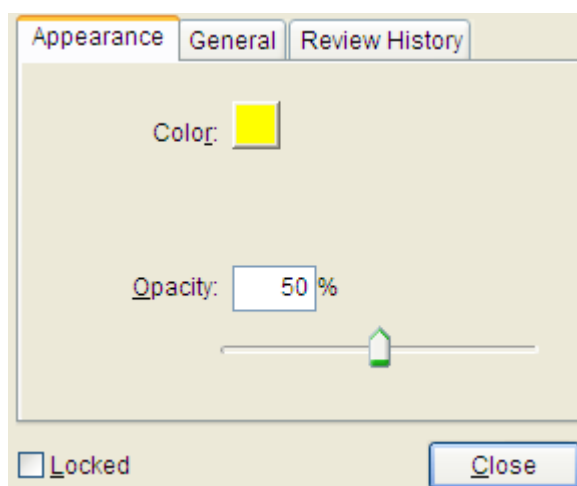 Appearance General Review History
Color:
Opacity: 50 %
Locked Close